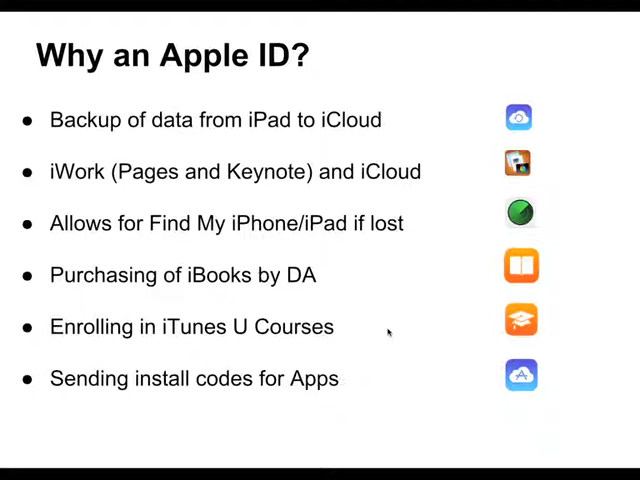 Why an Apple ID?
● Backup of data from iPad to iCloud
● iWork (Pages and Keynote) and iCloud
● Allows for Find My iPhone/iPad if lost
● Purchasing of iBooks by DA
● Enrolling in iTunes U Courses
● Sending install codes for Apps